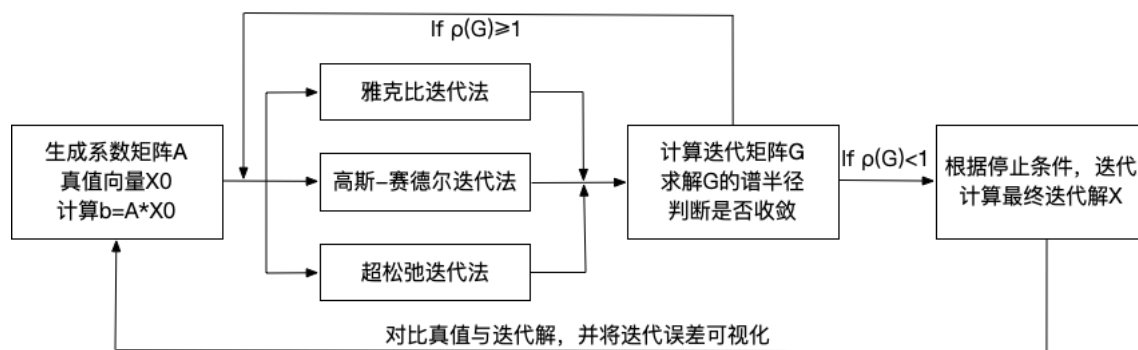 If ρ(G)≥1
雅克比迭代法
生成系数矩阵A
真值向量X0
计算b=A*X0
高斯-赛德尔迭代法
超松弛迭代法
计算迭代矩阵G
求解G的谱半径
判断是否收敛
If ρ(G)<1
根据停止条件，迭代
计算最终迭代解X
对比真值与迭代解，并将迭代误差可视化